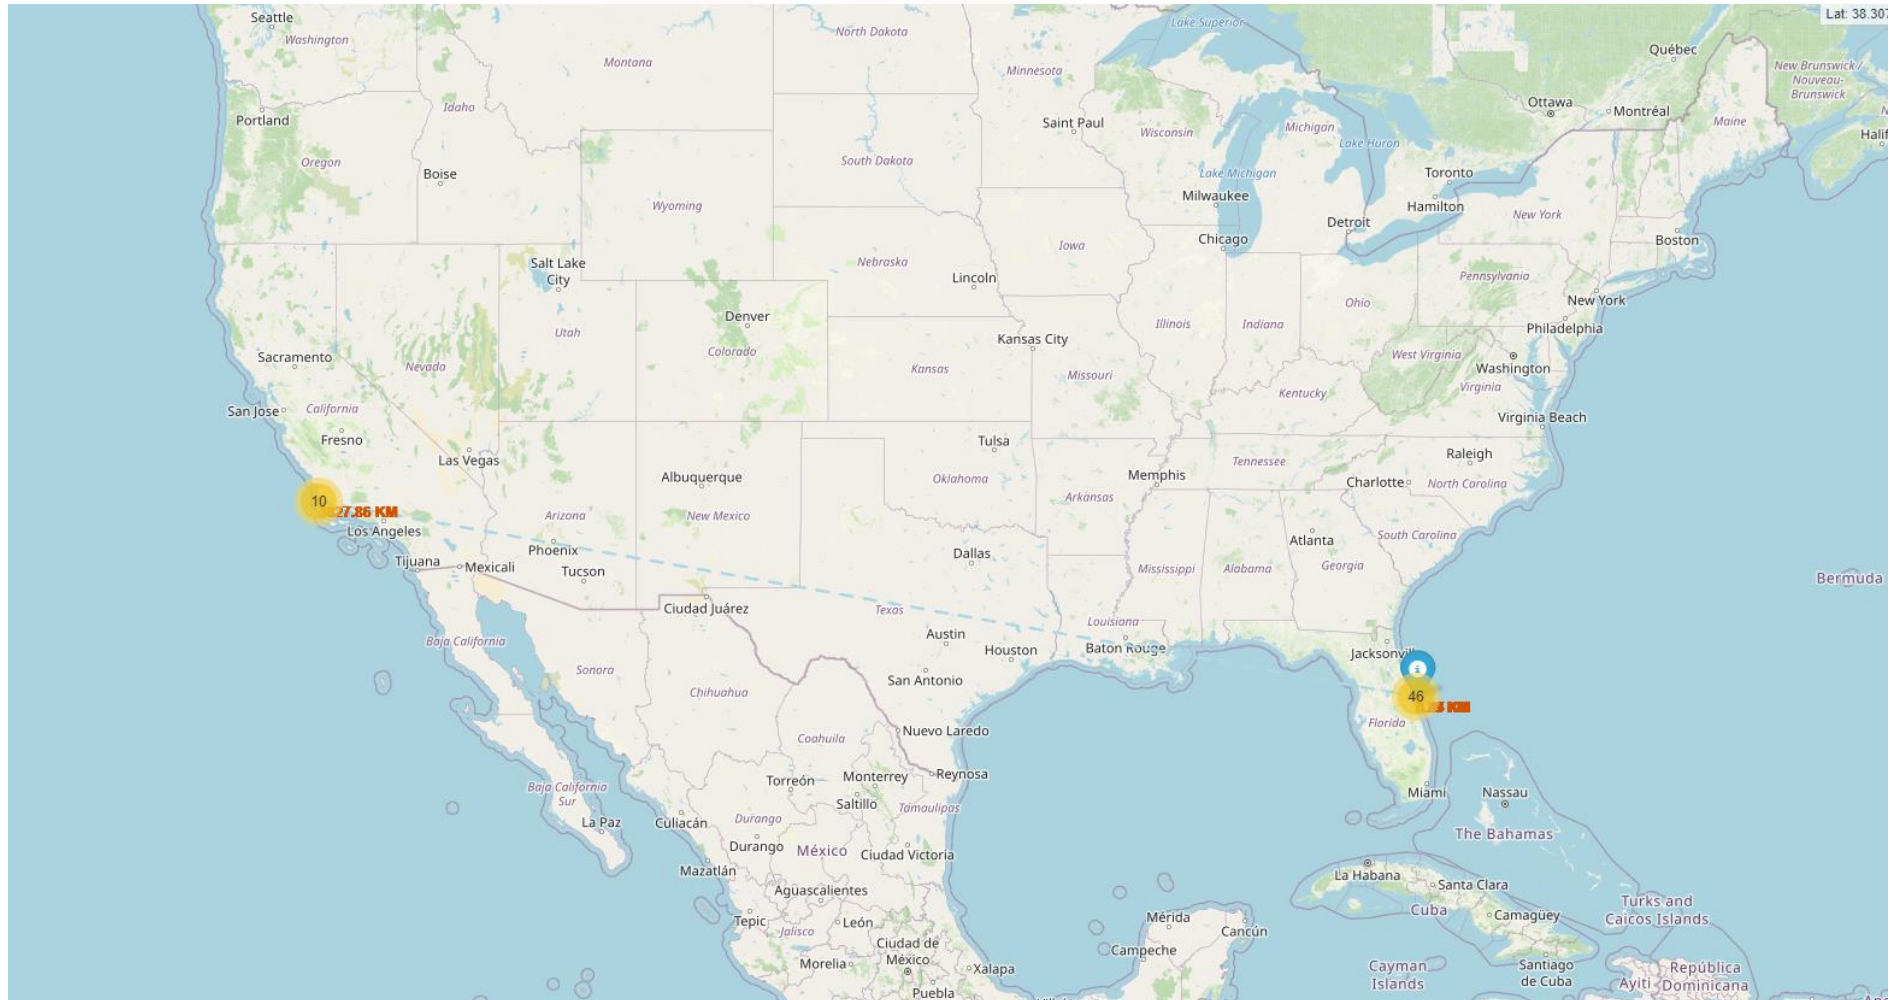 Seattle
Lake Superior
Lat: 38.307
Washington
North Dakota
Québec
Montana
Minnesota
New Brunswick /
Nouveau-
Brunswick
Idaho
Ottawa
Montréal
Portland
Saint Paul
Wisconsin
Michigan
Maine
Lake Huron
Oregon
South Dakota
Boise
Lake Michigan
Toronto
Wyoming
Milwaukee
Hamilton
New York
Detroit
Chicago
Iowa
Boston
Salt Lake
City
Nebraska
Lincoln
Pennsylvania
New York
Ohio
Denver
Illinois
Indiana
Philadelphia
Utah
Kansas City
Sacramento
Colorado
West Virginia
Nevada
Kansas
Missouri
Washington
Virginia
Kentucky
San Jose
California
Virginia Beach
Fresno
Tulsa
Las Vegas
Raleigh
Tennessee
Albuquerque
Oklahoma
Memphis
Charlotte
North Carolina
10
Arkansas
27.86 KM
Arizona
New Mexico
Los Angeles
South Carolina
Atlanta
Phoenix
Dallas
Tijuana
Mexicali
Tucson
Mississippi
Alabama
Georgia
Bermuda
Ciudad Juárez
Texas
Louisiana
Austin
Baja California
Houston
Baton Rouge
Jacksonvill
Sonora
San Antonio
Chihuahua
46
KM
Florida
Nuevo Laredo
Coahuila
Torreón
Monterrey
Reynosa
Baja California
Sur
Miami
Nassau
Saltillo
Tamaulipas
La Paz
Culiacán
Durango
The Bahamas
Durango
México
Ciudad Victoria
Mazatlán
La Habana
Santa Clara
Aguascalientes
Turks and
Caicos Islands
Cuba
Camagüey
Tepic
León
Mérida
Jalisco
Cancún
Ciudad de
México
Campeche
Morelia
Xalapa
Cayman
Islands
Santiago
de Cuba
República
Dominicana
Ayiti
Puebla